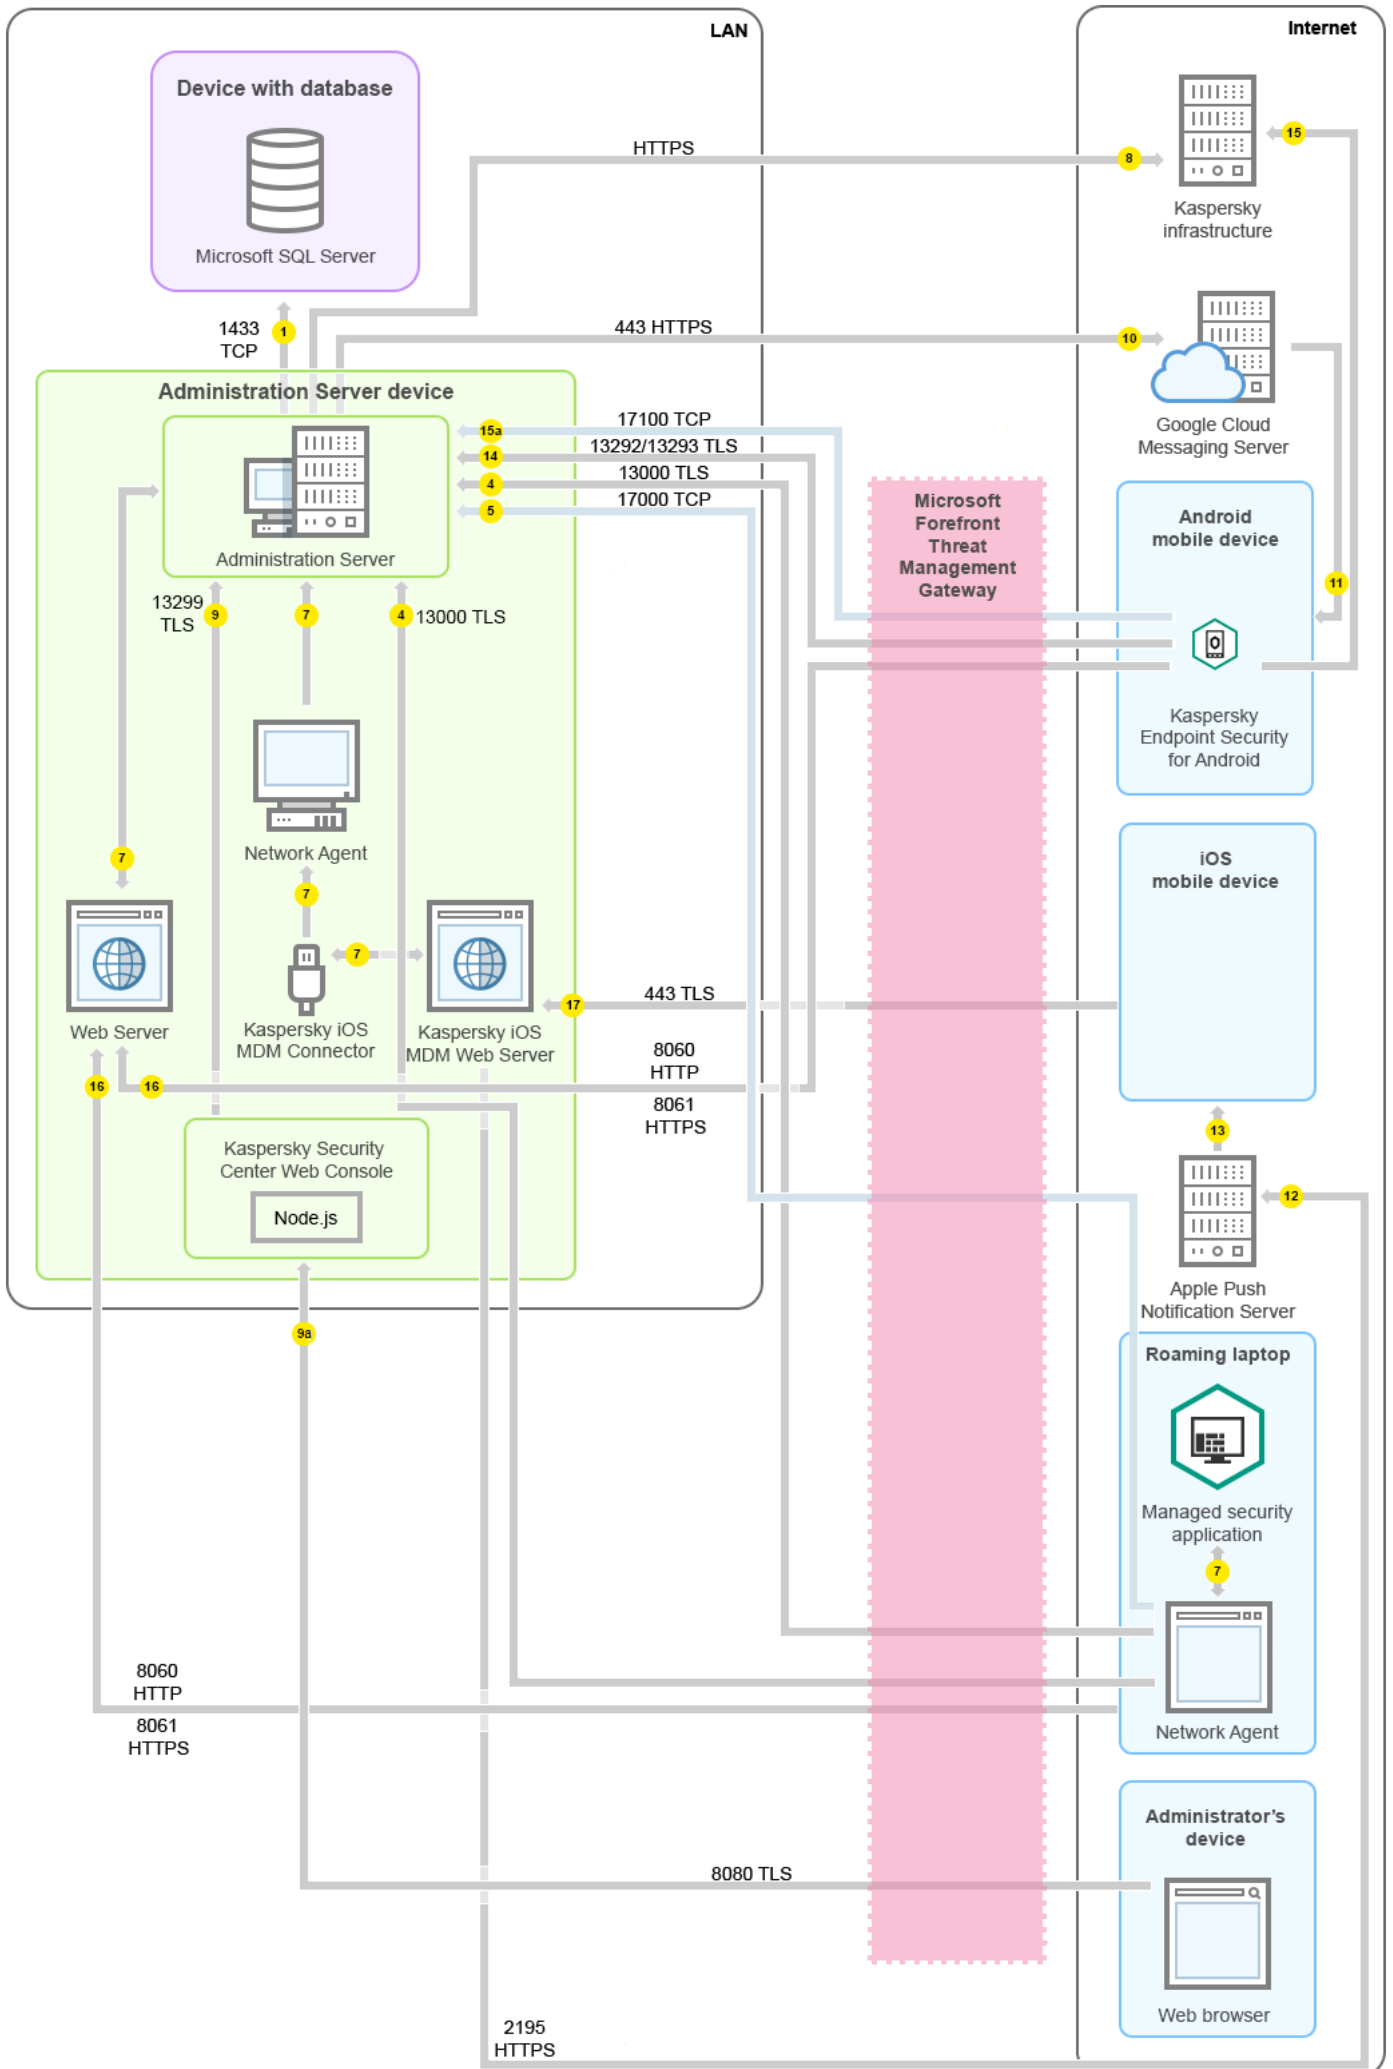 LAN
Internet
Device with database
Microsoft SQL Server
HTTPS
8
15
Kaspersky
infrastructure
1433
TCP
1
443 HTTPS
10
Google Cloud
Messaging Server
Administration Server device
Administration Server
15a
17100 TCP
14
13292/13293 TLS
4
13000 TLS
5
17000 TCP
Microsoft
Forefront
Threat
Management
Gateway
Android
mobile device
11
Kaspersky
Endpoint Security
for Android
13299
TLS
9
7
4
13000 TLS
Network Agent
7
7
7
Web Server
Kaspersky iOS
MDM Connector
Kaspersky iOS
MDM Web Server
17
443 TLS
iOS
mobile device
16
16
8060
HTTP
8061
HTTPS
13
12
Apple Push
Notification Server
Kaspersky Security
Center Web Console
Node.js
9a
Roaming laptop
Managed security
application
7
Network Agent
8060
HTTP
8061
HTTPS
8080 TLS
Administrator's
device
Web browser
2195
HTTPS